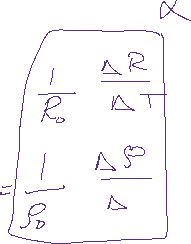 α
1/R₀ ΔR/ΔT
= 1/ρ₀ Δρ/Δ